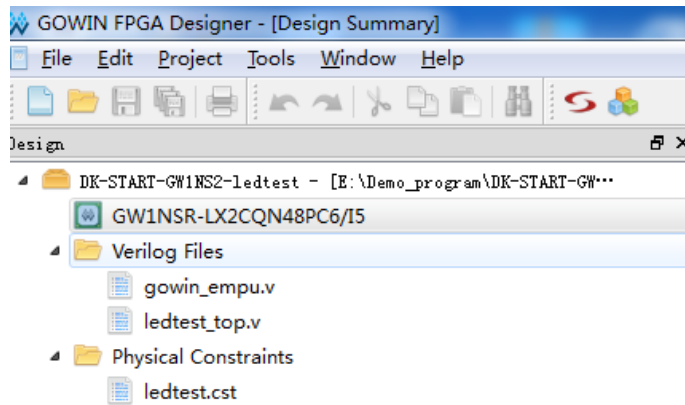 GOWIN FPGA Designer - [Design Summary]
File Edit Project Tools Window Help
Design
DK-START-GW1NS2-ledtest - [E:\Demo_program\DK-START-GW···
GW1NSR-LX2CQN48PC6/I5
Verilog Files
gowin_empu.v
ledtest_top.v
Physical Constraints
ledtest.cst